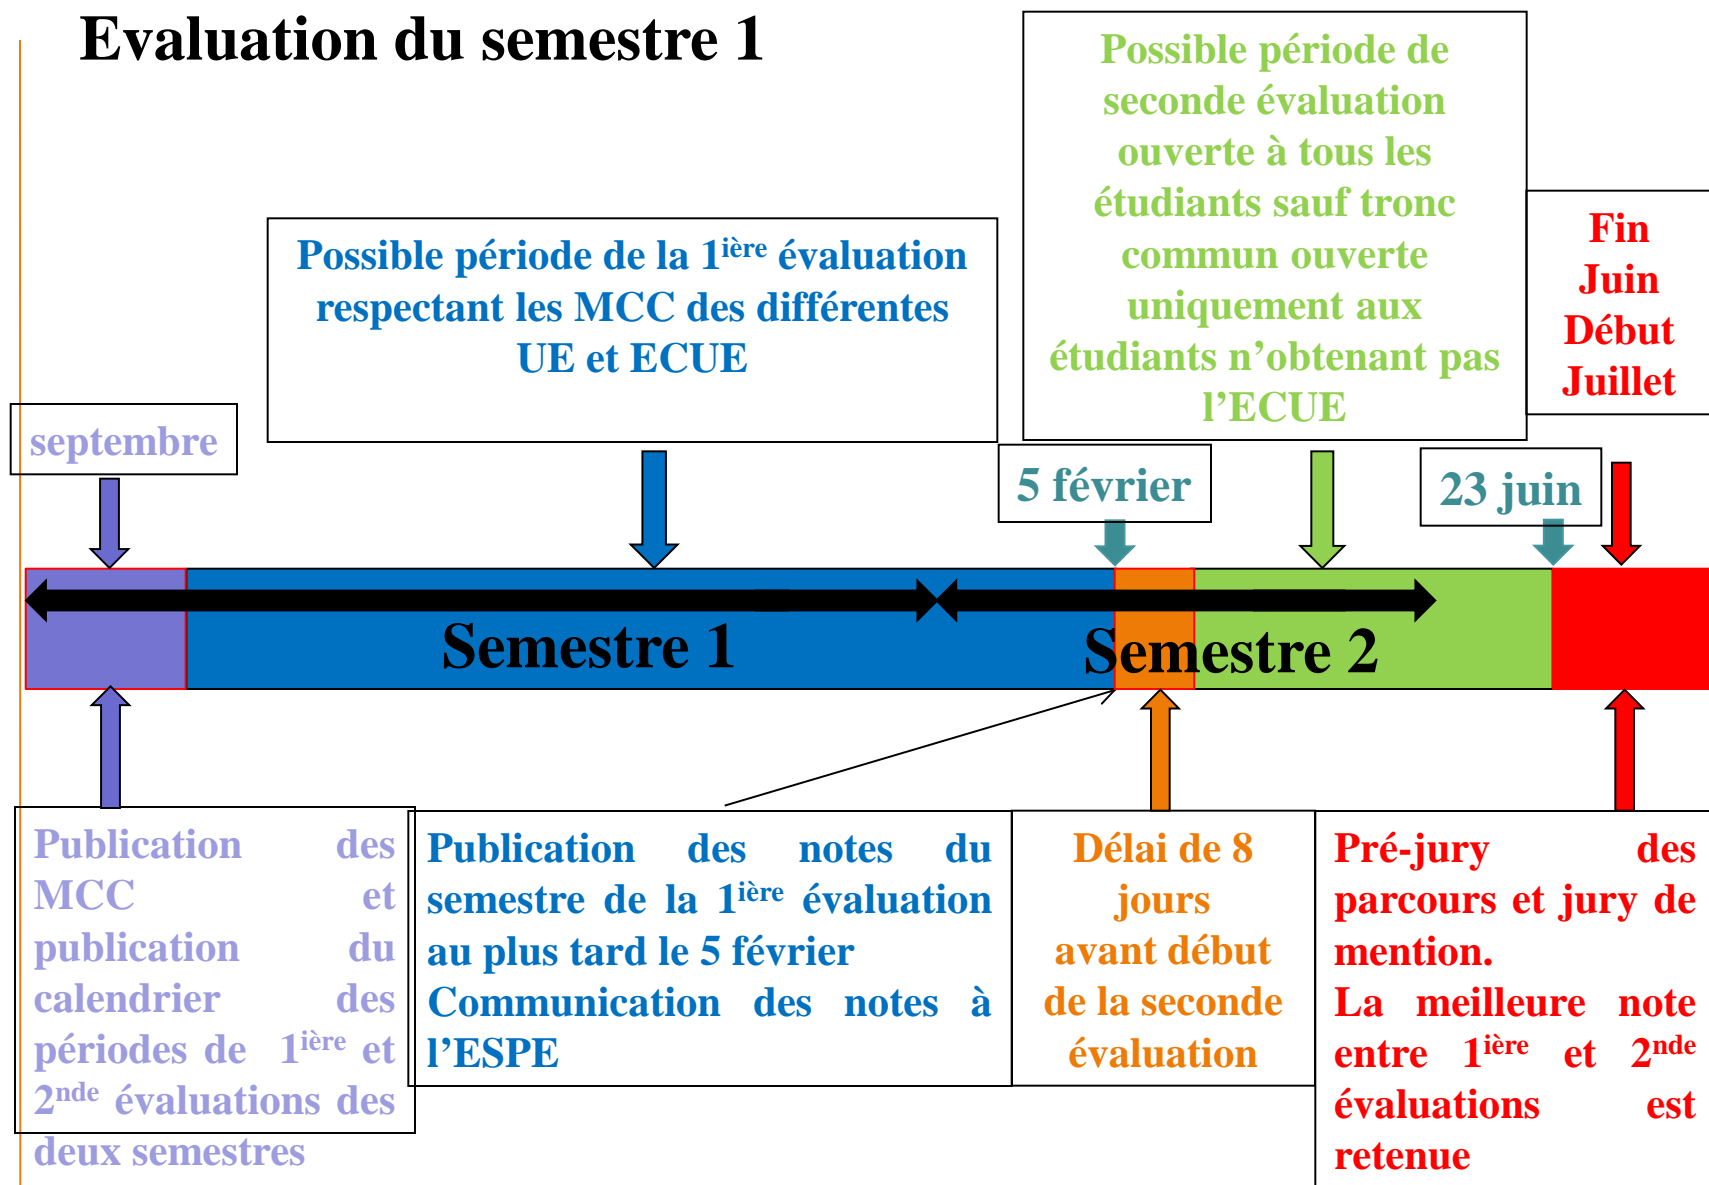 Evaluation du semestre 1
Possible période de
seconde évaluation
ouverte à tous les
étudiants sauf tronc
commun ouverte
uniquement aux
étudiants n’obtenant pas
l’ECUE
Fin
Juin
Début
Juillet
Possible période de la 1ière évaluation
respectant les MCC des différentes
UE et ECUE
septembre
5 février
23 juin
Semestre 1
Semestre 2
Publication des
MCC et
publication du
calendrier des
périodes de 1ière et
2nde évaluations des
deux semestres
Publication des notes du
semestre de la 1ière évaluation
au plus tard le 5 février
Communication des notes à
l’ESPE
Délai de 8
jours
avant début
de la seconde
évaluation
Pré-jury des
parcours et jury de
mention.
La meilleure note
entre 1ière et 2nde
évaluations est
retenue